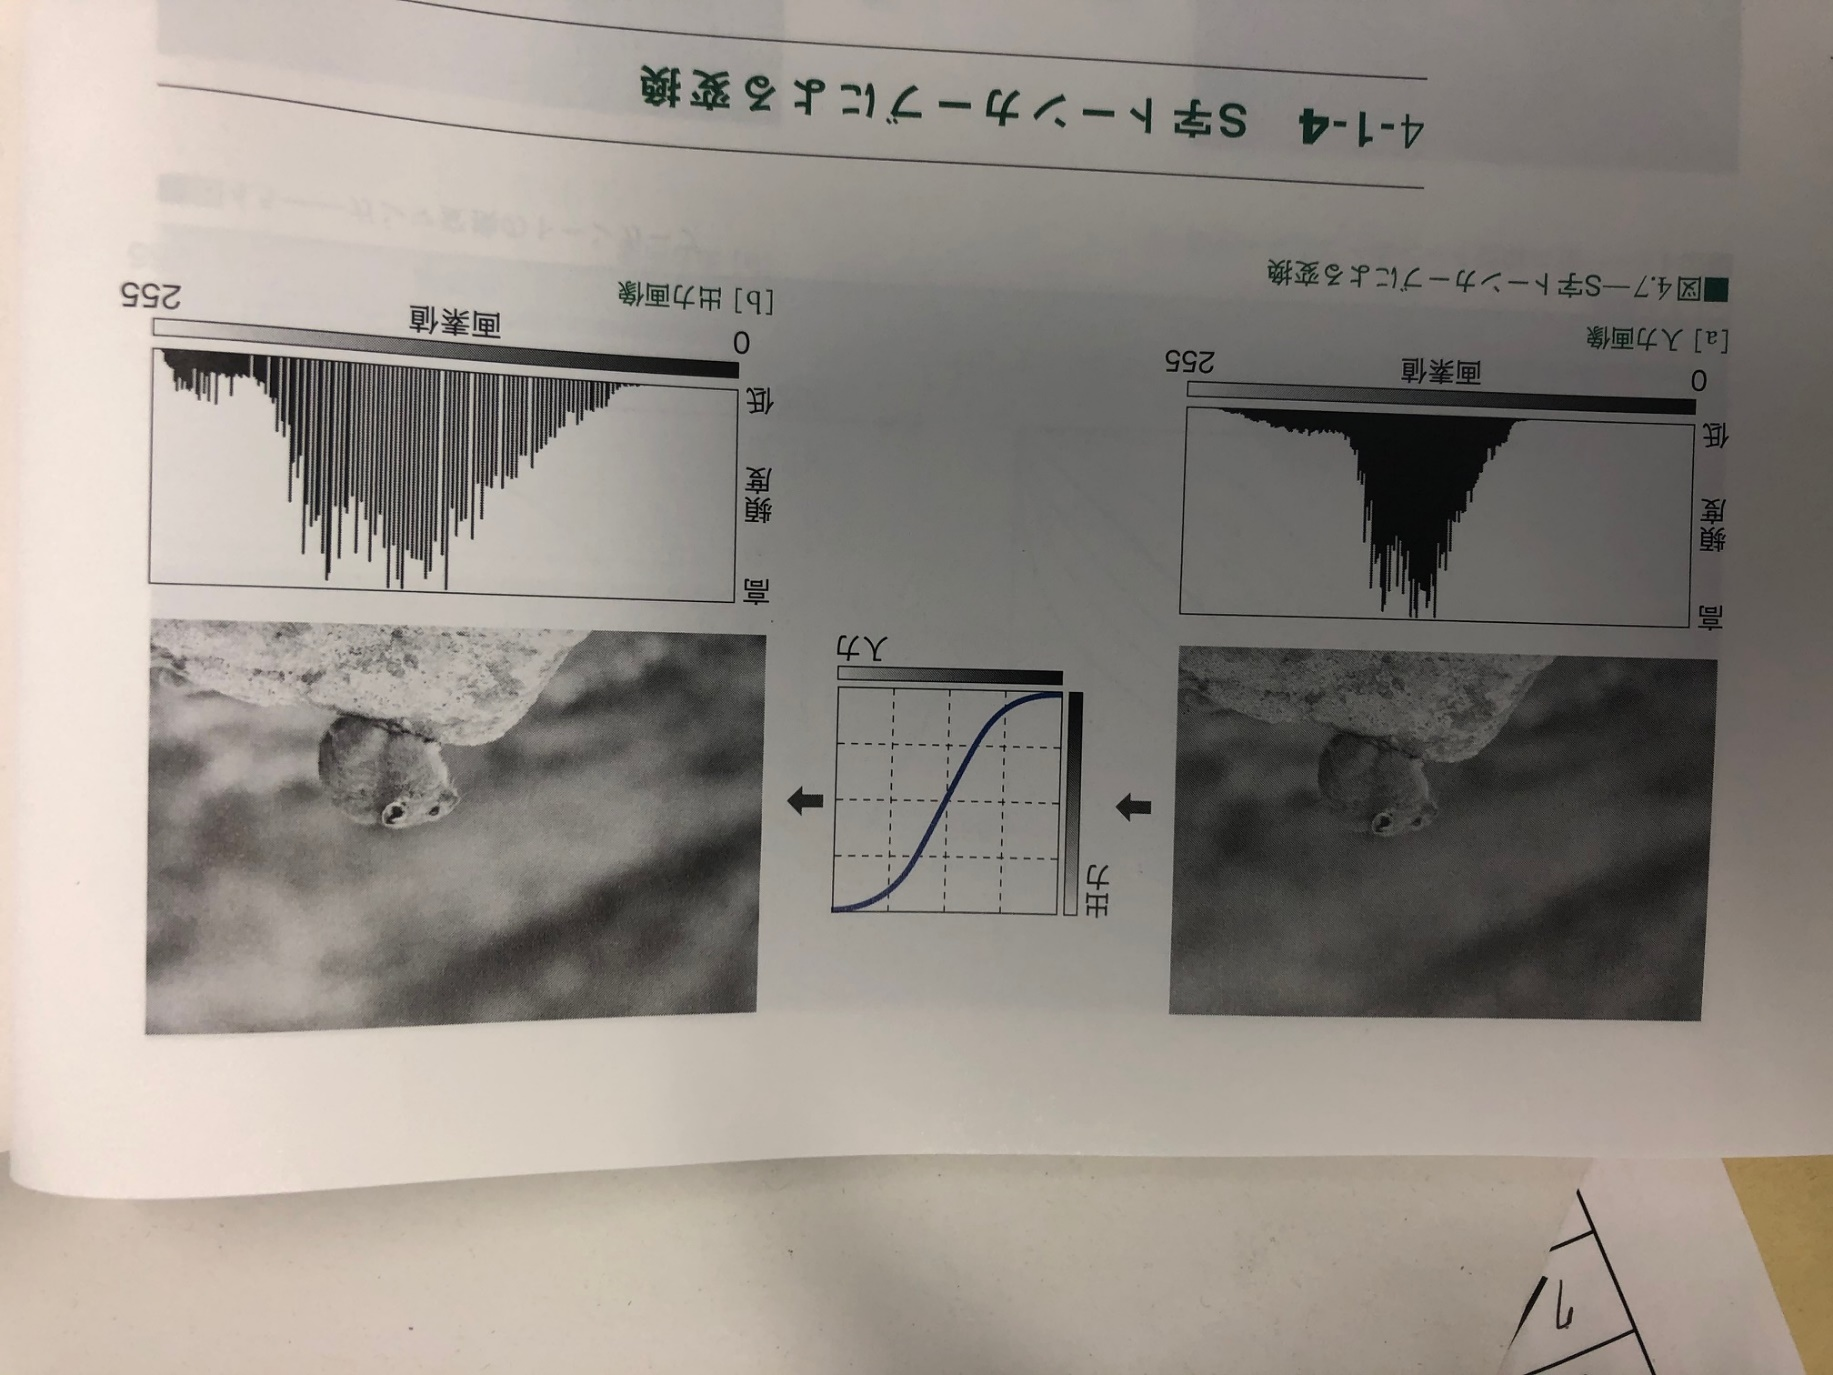 高
頻度
低
0
画素値
255
[a] 入力画像
出力
入力
高
頻度
低
0
画素値
255
[b] 出力画像
■図4.7—S字トーンカーブによる変換
4-1-4 S字トーンカーブによる変換